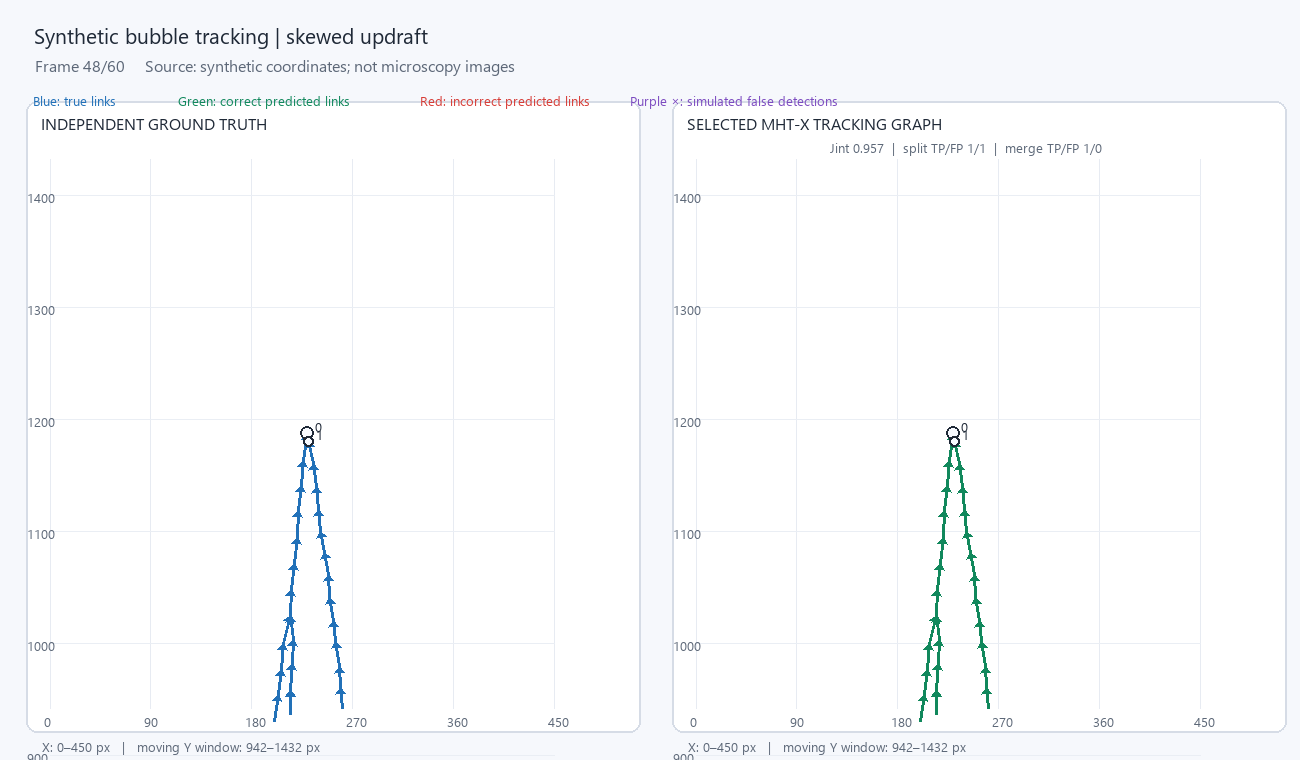 Synthetic bubble tracking | skewed updraft
Frame 48/60 Source: synthetic coordinates; not microscopy images
Blue: true links Green: correct predicted links Red: incorrect predicted links Purple ×: simulated false detections
INDEPENDENT GROUND TRUTH
1400
1300
1200
0
1
1100
1000
0 90 180 270 360 450
X: 0–450 px | moving Y window: 942–1432 px
900
SELECTED MHT-X TRACKING GRAPH
Jint 0.957 | split TP/FP 1/1 | merge TP/FP 1/0
1400
1300
1200
0
1
1100
1000
0 90 180 270 360 450
X: 0–450 px | moving Y window: 942–1432 px
900